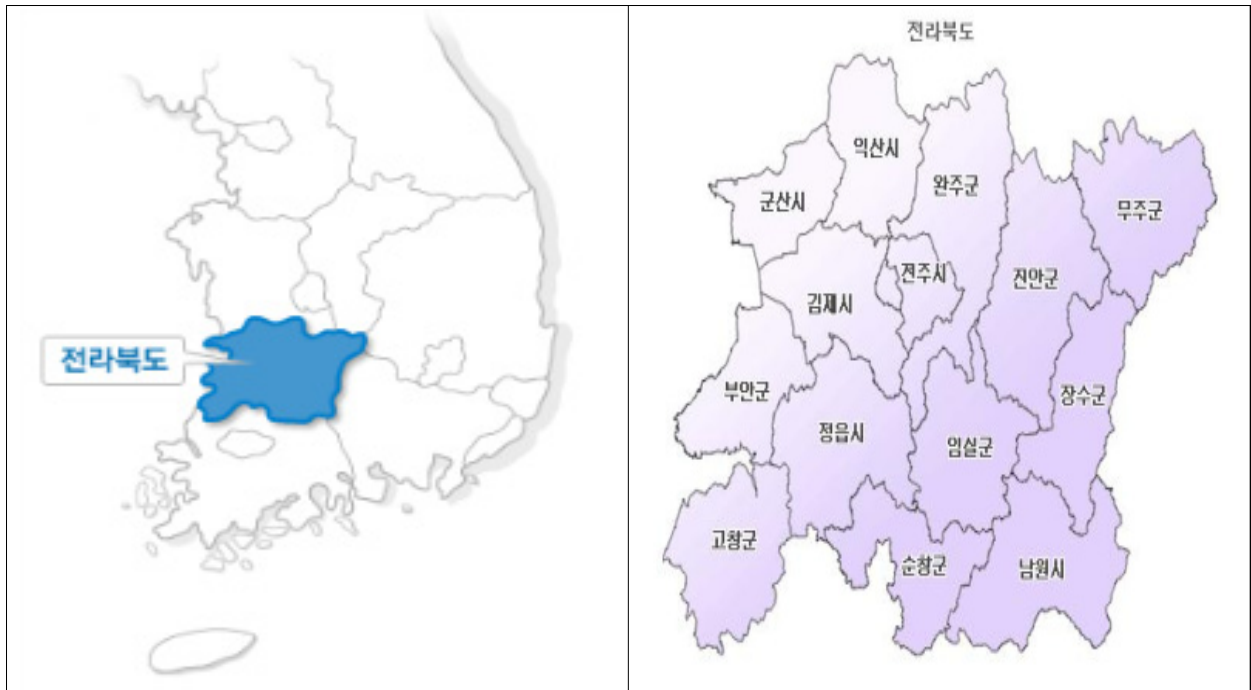 전라북도
전라북도
익산시
완주군
군산시
무주군
전주시
진안군
김제시
부안군
장수군
정읍시
임실군
고창군
순창군
남원시